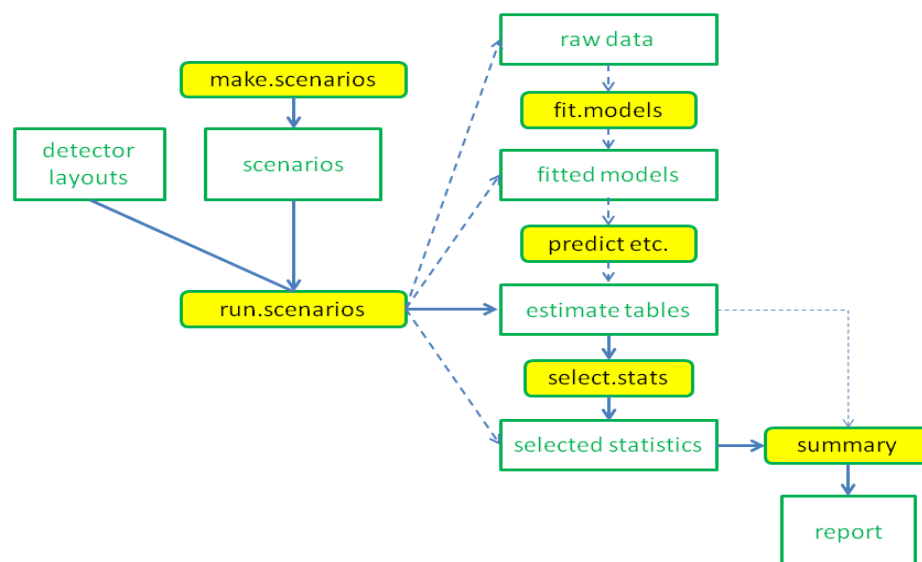 raw data
make.scenarios
fit.models
detector
layouts
scenarios
fitted models
predict etc.
run.scenarios
estimate tables
select.stats
selected statistics
summary
report